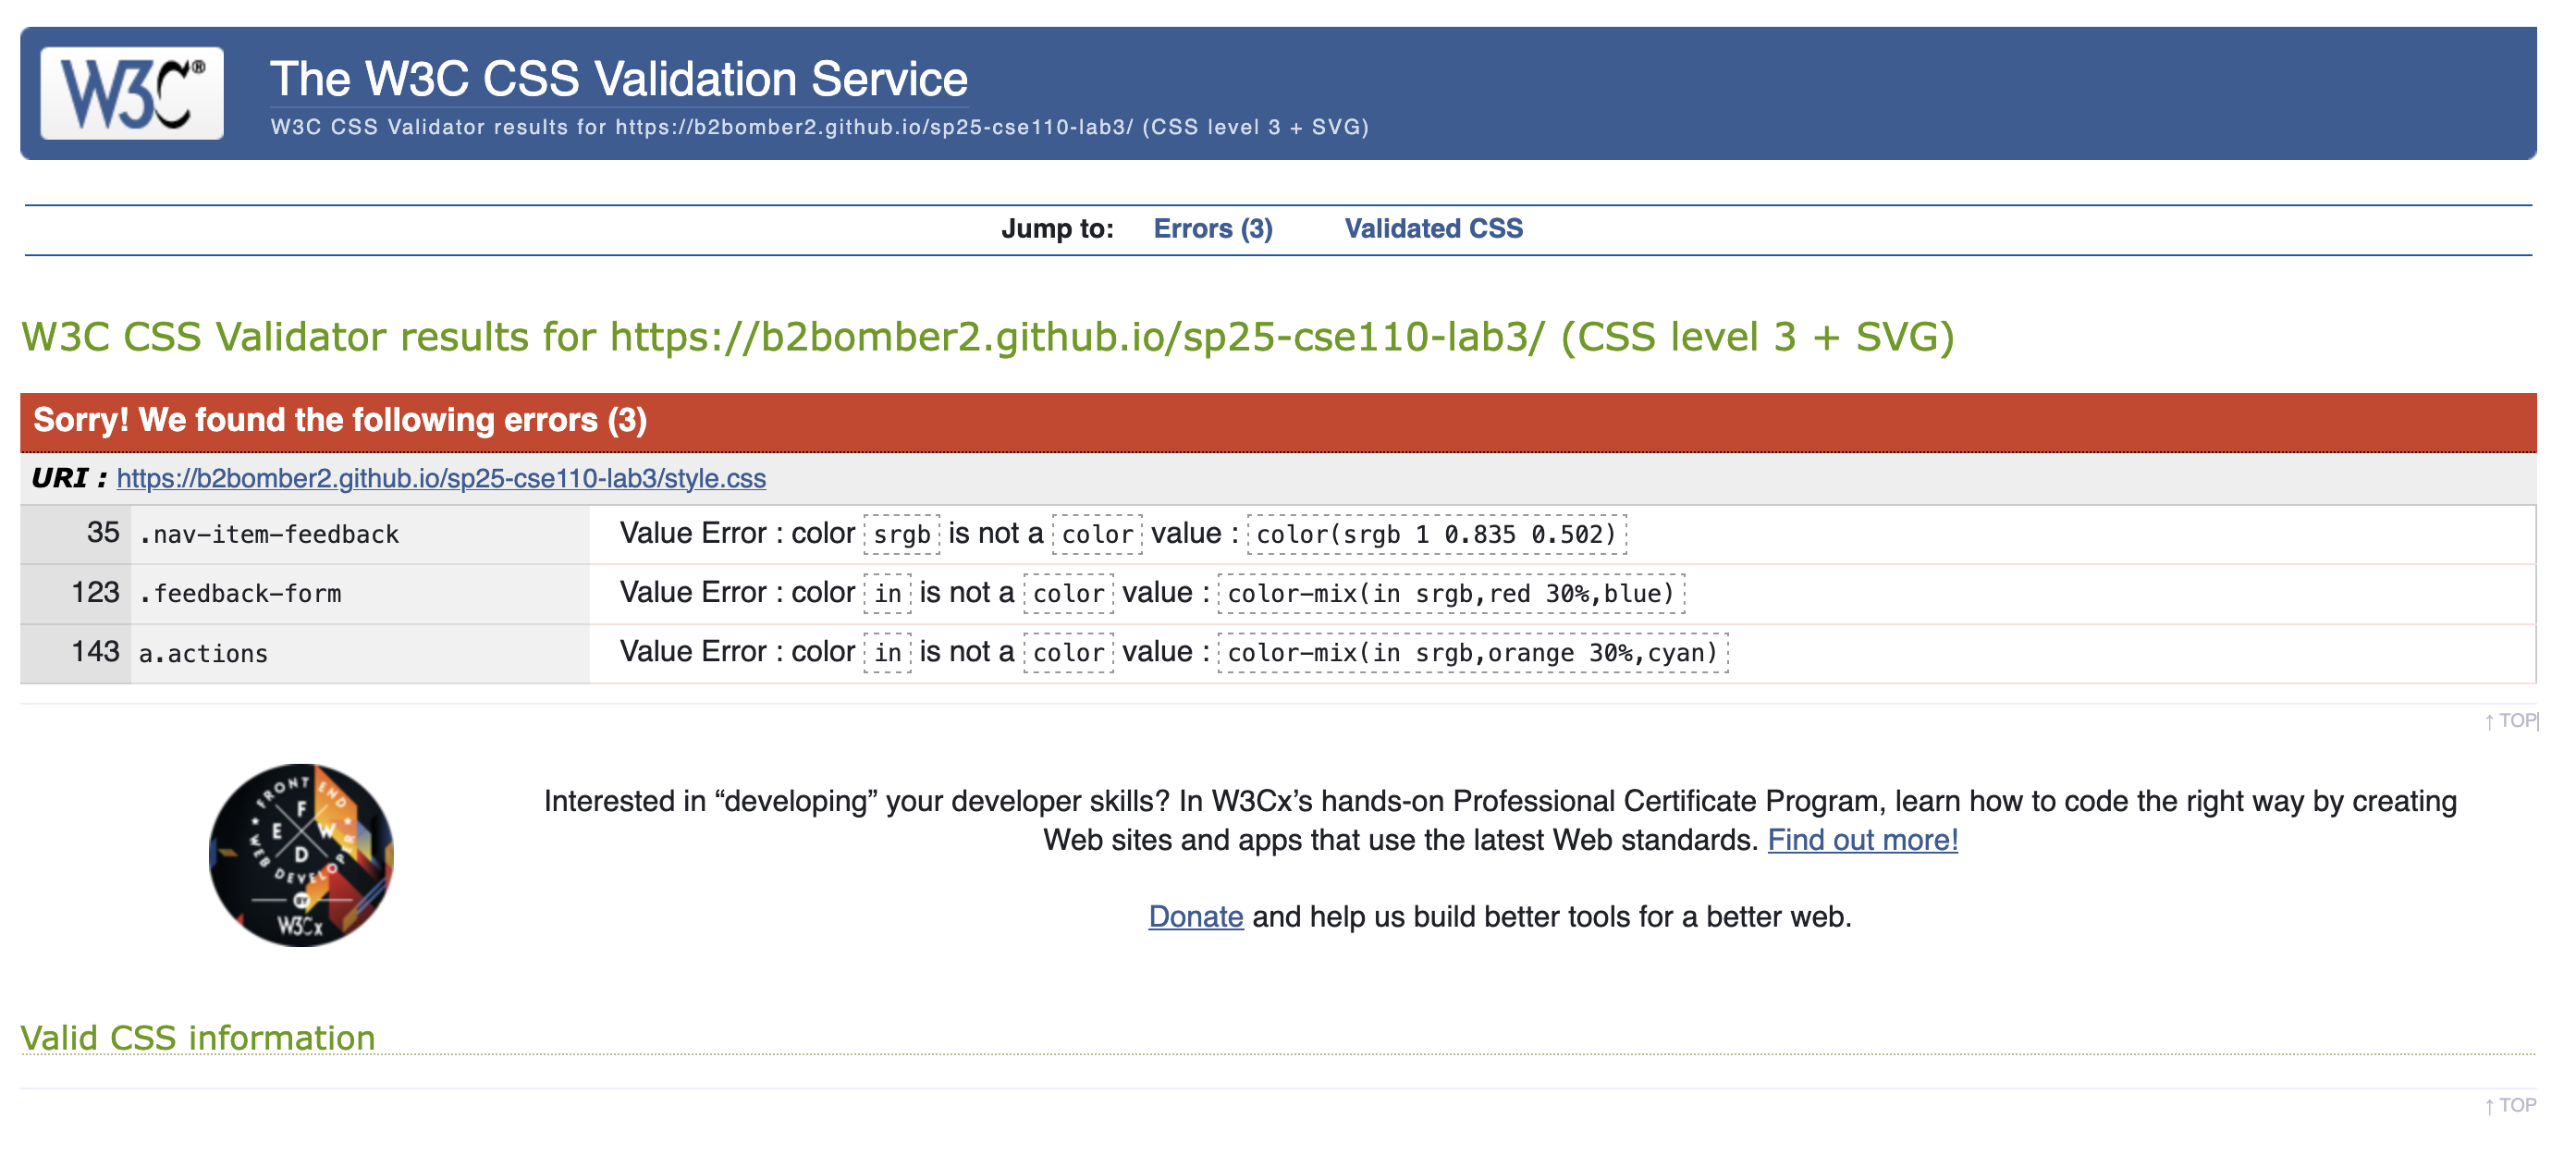 W3C®
The W3C CSS Validation Service
W3C CSS Validator results for https://b2bomber2.github.io/sp25-cse110-lab3/ (CSS level 3 + SVG)
Jump to: Errors (3) Validated CSS
W3C CSS Validator results for https://b2bomber2.github.io/sp25-cse110-lab3/ (CSS level 3 + SVG)
Sorry! We found the following errors (3)
URI : https://b2bomber2.github.io/sp25-cse110-lab3/style.css
35 .nav-item-feedback Value Error : color srgb is not a color value : color(srgb 1 0.835 0.502)
123 .feedback-form Value Error : color in is not a color value : color-mix(in srgb,red 30%,blue)
143 a.actions Value Error : color in is not a color value : color-mix(in srgb,orange 30%,cyan)
↑ TOP
FRONT END
WEB DEVELOPER
F E W D
BY
W3Cx
Interested in “developing” your developer skills? In W3Cx’s hands-on Professional Certificate Program, learn how to code the right way by creating
Web sites and apps that use the latest Web standards. Find out more!
Donate and help us build better tools for a better web.
Valid CSS information
↑ TOP